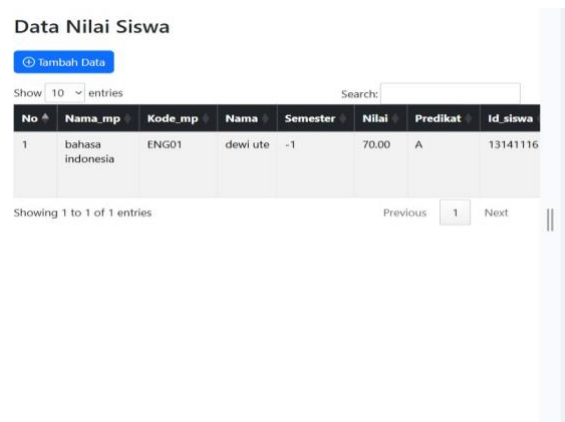 Data Nilai Siswa
Tambah Data
Show 10 entries Search:
No Nama_mp Kode_mp Nama Semester Nilai Predikat Id_siswa
1 bahasa indonesia ENG01 dewi ute -1 70.00 A 13141116
Showing 1 to 1 of 1 entries Previous 1 Next